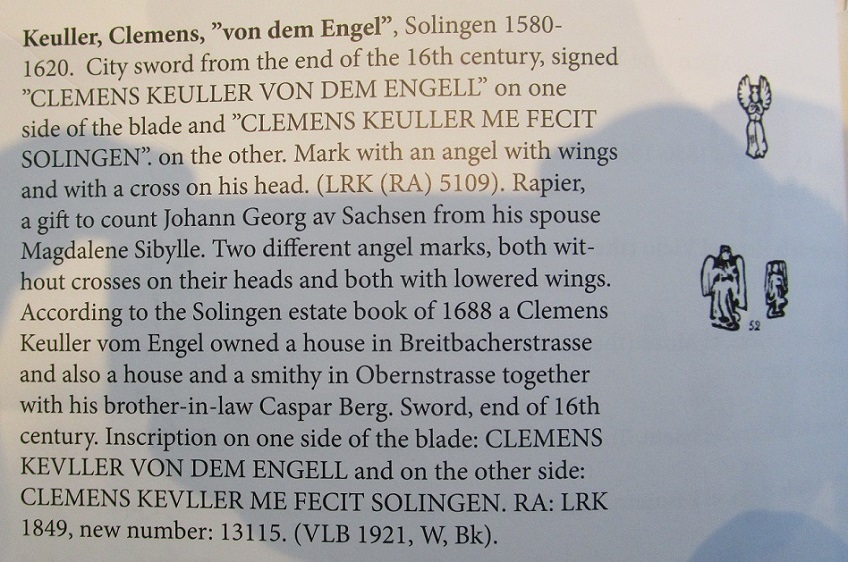 Keuller, Clemens, ”von dem Engel”, Solingen 1580-
1620. City sword from the end of the 16th century, signed
”CLEMENS KEULLER VON DEM ENGELL” on one
side of the blade and ”CLEMENS KEULLER ME FECIT
SOLINGEN”. on the other. Mark with an angel with wings
and with a cross on his head. (LRK (RA) 5109). Rapier,
a gift to count Johann Georg av Sachsen from his spouse
Magdalene Sibylle. Two different angel marks, both wit-
hout crosses on their heads and both with lowered wings.
According to the Solingen estate book of 1688 a Clemens
Keuller vom Engel owned a house in Breitbacherstrasse
and also a house and a smithy in Obernstrasse together
with his brother-in-law Caspar Berg. Sword, end of 16th
century. Inscription on one side of the blade: CLEMENS
KEVLLER VON DEM ENGELL and on the other side:
CLEMENS KEVLLER ME FECIT SOLINGEN. RA: LRK
1849, new number: 13115. (VLB 1921, W, Bk).
52